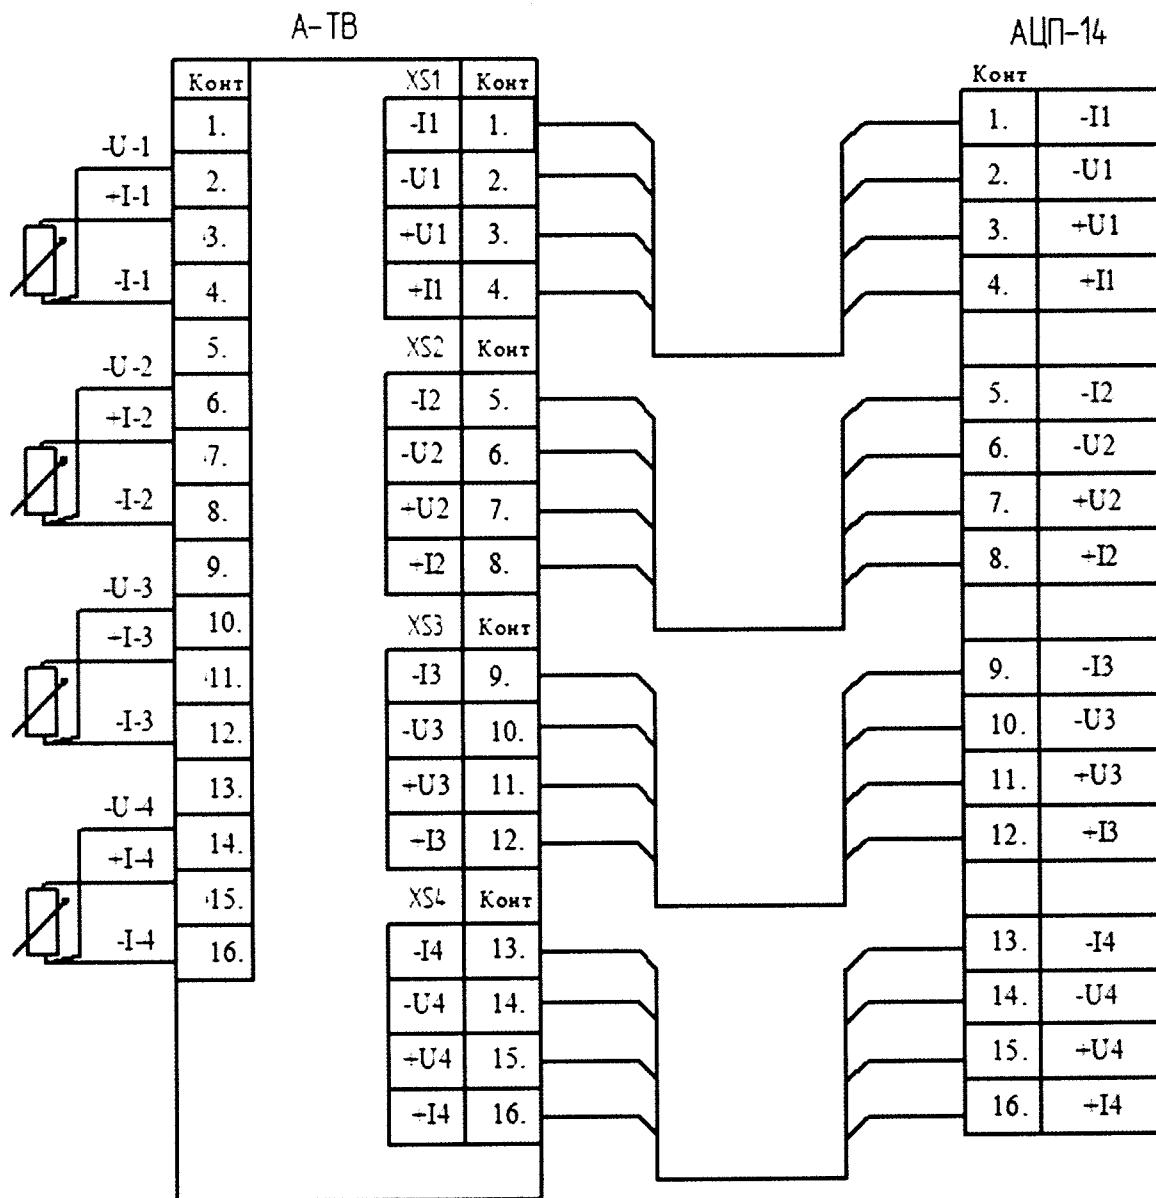 А-ТВ
АЦП-14
Конт
1.
2.
3.
4.
5.
6.
7.
8.
9.
10.
11.
12.
13.
14.
15.
16.
-U-1
+I-1
-I-1
-U-2
+I-2
-I-2
-U-3
+I-3
-I-3
-U-4
+I-4
-I-4
XS1 Конт
-I1 1.
-U1 2.
+U1 3.
+I1 4.
XS2 Конт
-I2 5.
-U2 6.
+U2 7.
+I2 8.
XS3 Конт
-I3 9.
-U3 10.
+U3 11.
+I3 12.
XS4 Конт
-I4 13.
-U4 14.
+U4 15.
+I4 16.
Конт
1. -I1
2. -U1
3. +U1
4. +I1
5. -I2
6. -U2
7. +U2
8. +I2
9. -I3
10. -U3
11. +U3
12. +I3
13. -I4
14. -U4
15. +U4
16. +I4